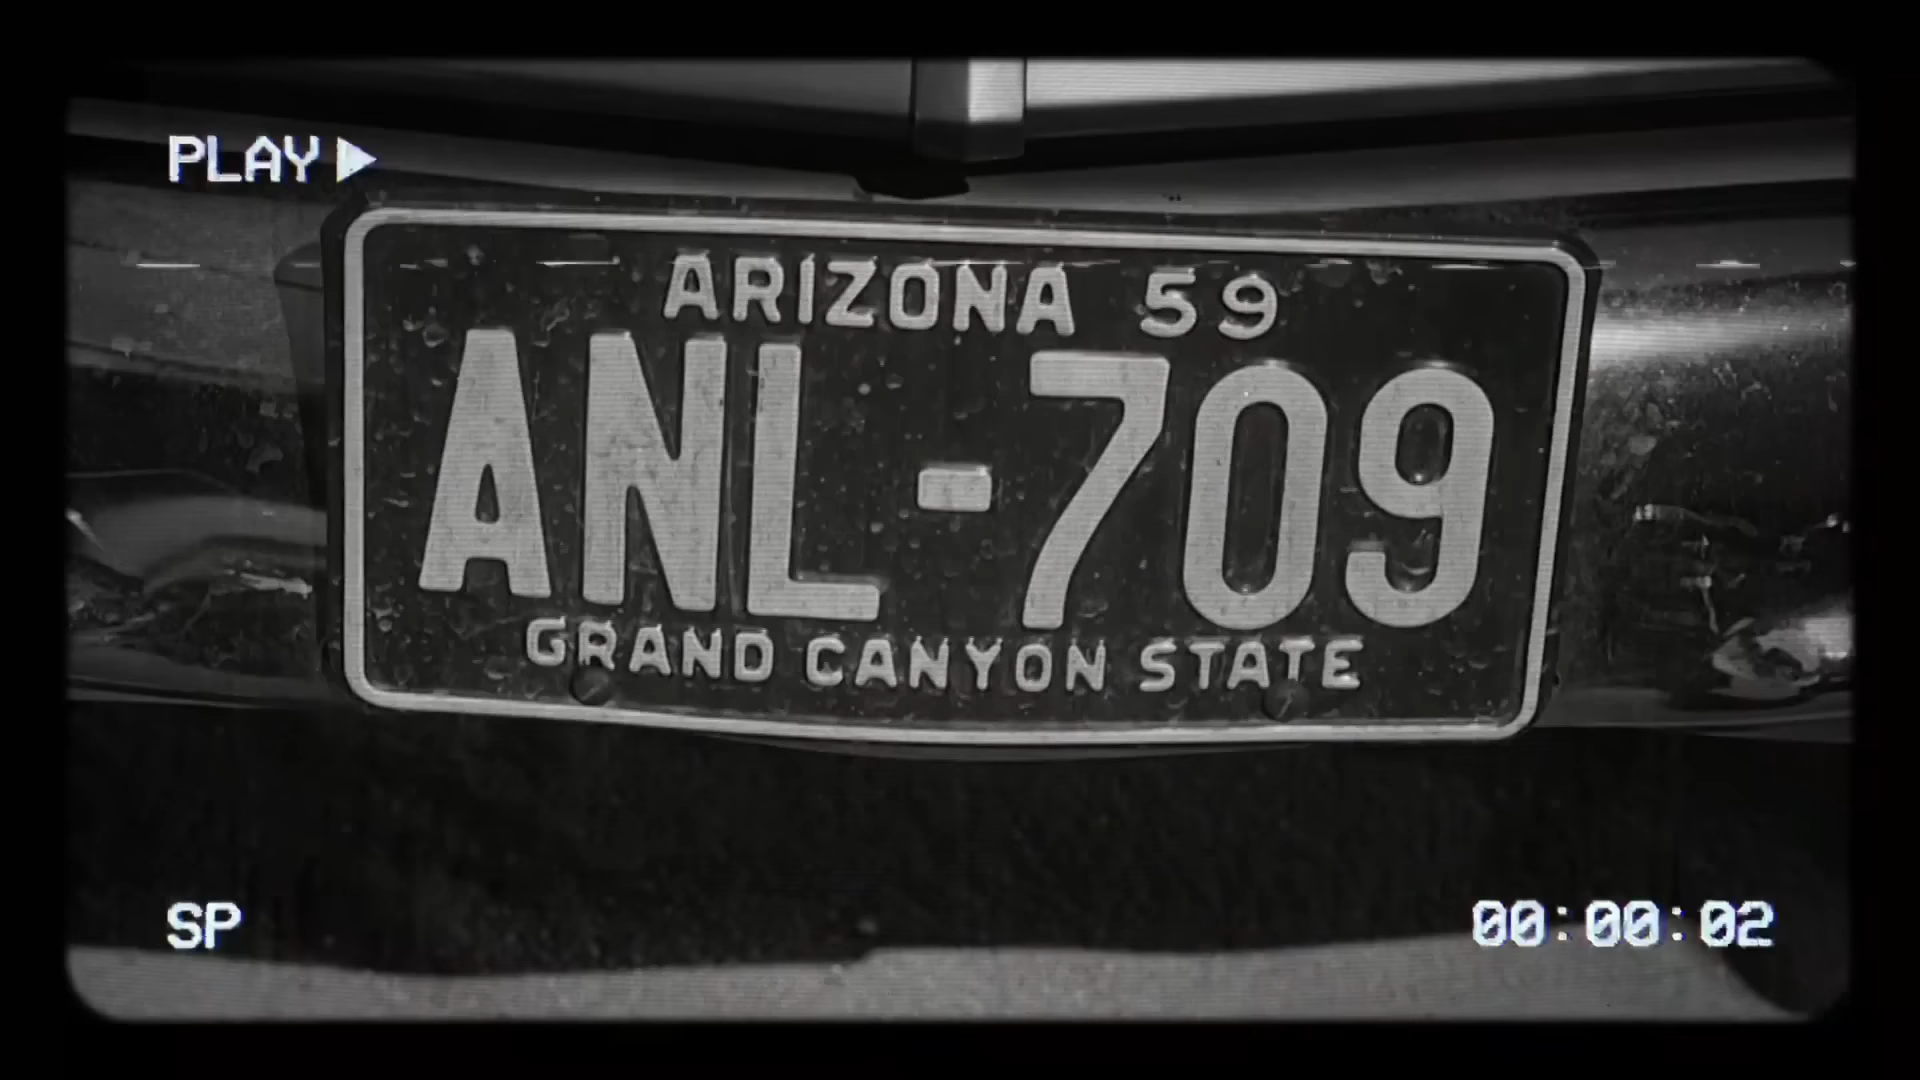 PLAY
ARIZONA 59
ANL-709
GRAND CANYON STATE
SP
00:00:02